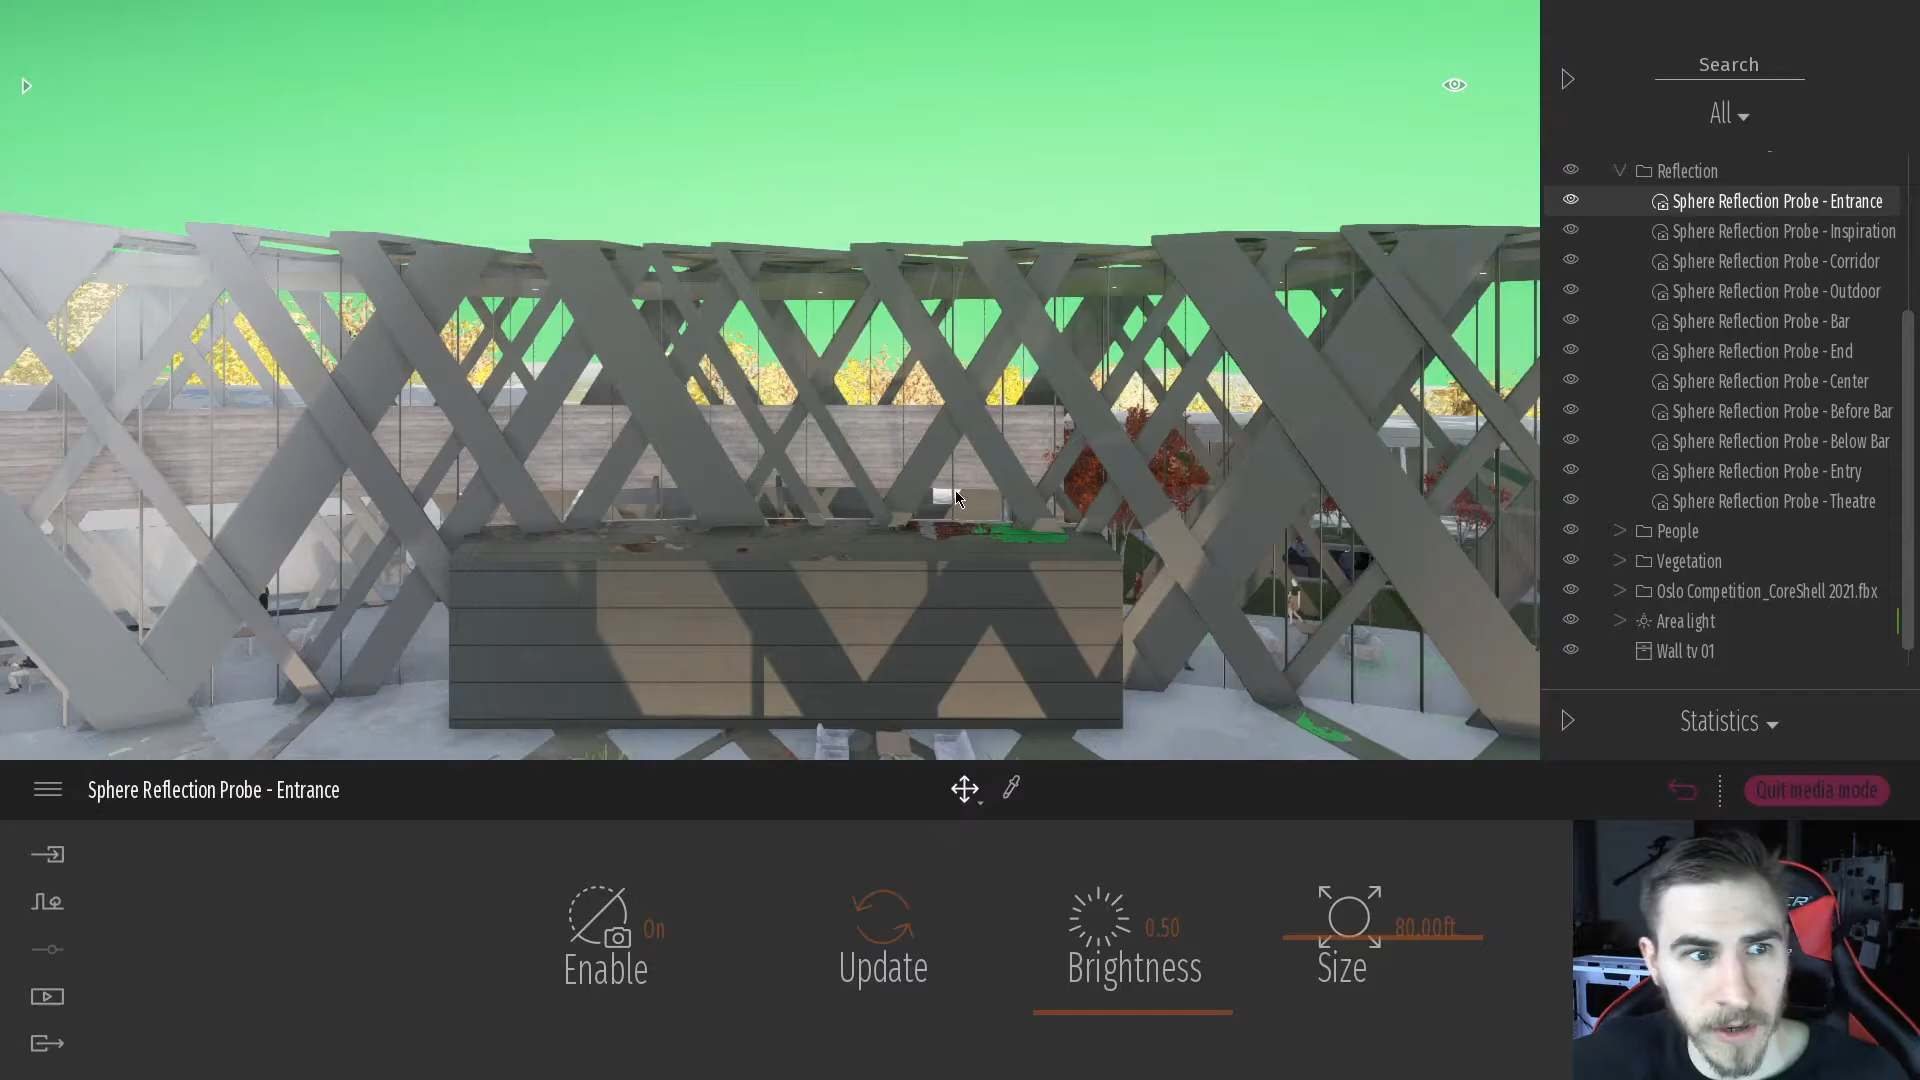 Search
All
Reflection
Sphere Reflection Probe - Entrance
Sphere Reflection Probe - Inspiration
Sphere Reflection Probe - Corridor
Sphere Reflection Probe - Outdoor
Sphere Reflection Probe - Bar
Sphere Reflection Probe - End
Sphere Reflection Probe - Center
Sphere Reflection Probe - Before Bar
Sphere Reflection Probe - Below Bar
Sphere Reflection Probe - Entry
Sphere Reflection Probe - Theatre
People
Vegetation
Oslo Competition_CoreShell 2021.fbx
Area light
Wall tv 01
Statistics
Sphere Reflection Probe - Entrance
Quit media mode
On
Enable
Update
0.50
Brightness
80.00ft
Size